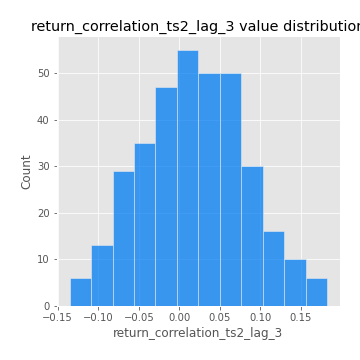 return_correlation_ts2_lag_3 value distribution
50
40
30
20
10
0
Count
−0.15 −0.10 −0.05 0.00 0.05 0.10 0.15
return_correlation_ts2_lag_3